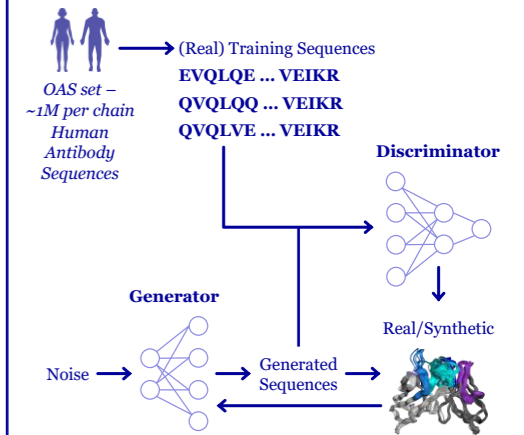 (Real) Training Sequences
EVQLQE ... VEIKR
QVQLQQ ... VEIKR
QVQLVE ... VEIKR
OAS set –
~1M per chain
Human
Antibody
Sequences
Discriminator
Generator
Real/Synthetic
Noise
Generated
Sequences